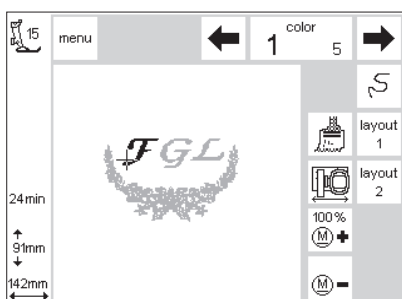 15
menu
color
1 5
layout
1
layout
2
FGL
24min
91mm
142mm
100%
M +
M -